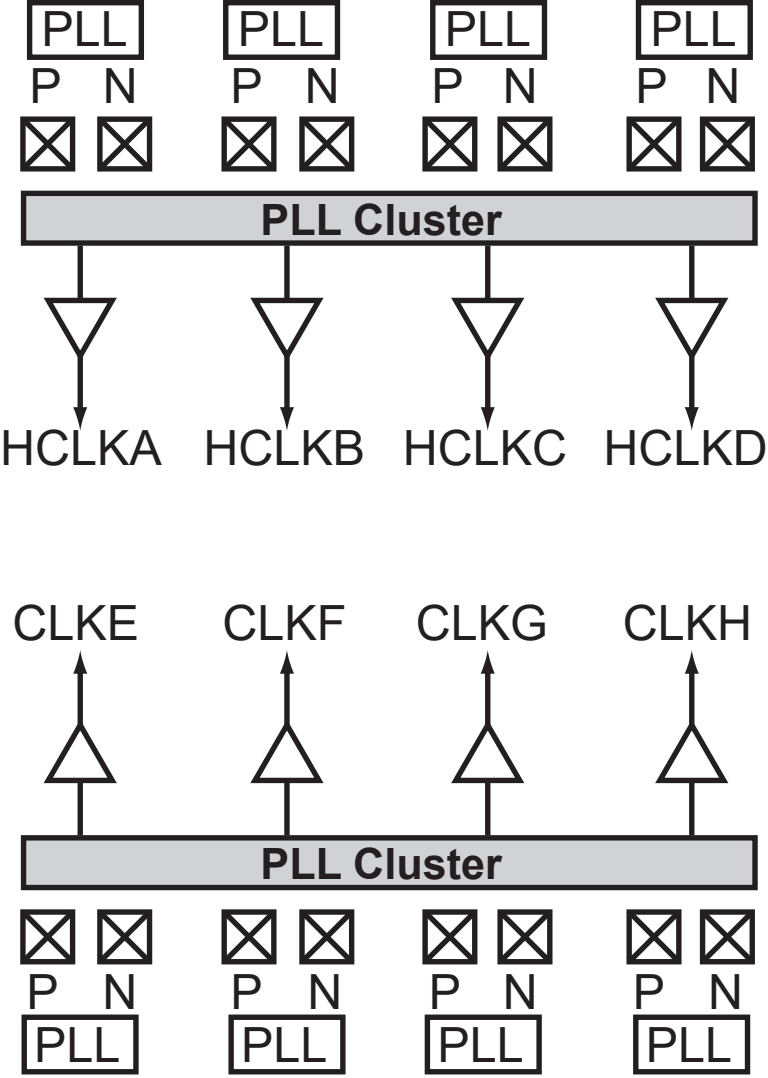 PLL PLL PLL PLL
P N P N P N P N
PLL Cluster
HCLKA HCLKB HCLKC HCLKD
CLKE CLKF CLKG CLKH
PLL Cluster
P N P N P N P N
PLL PLL PLL PLL